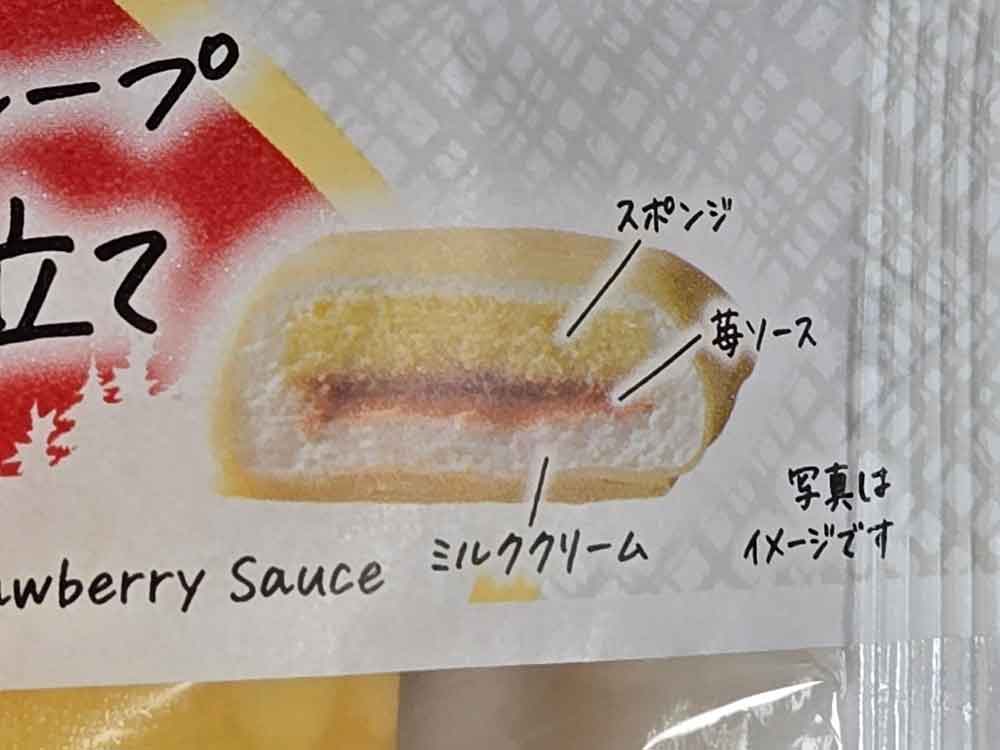 ープ
立て
スポンジ
苺ソース
ミルククリーム
写真は
イメージです
Sauce